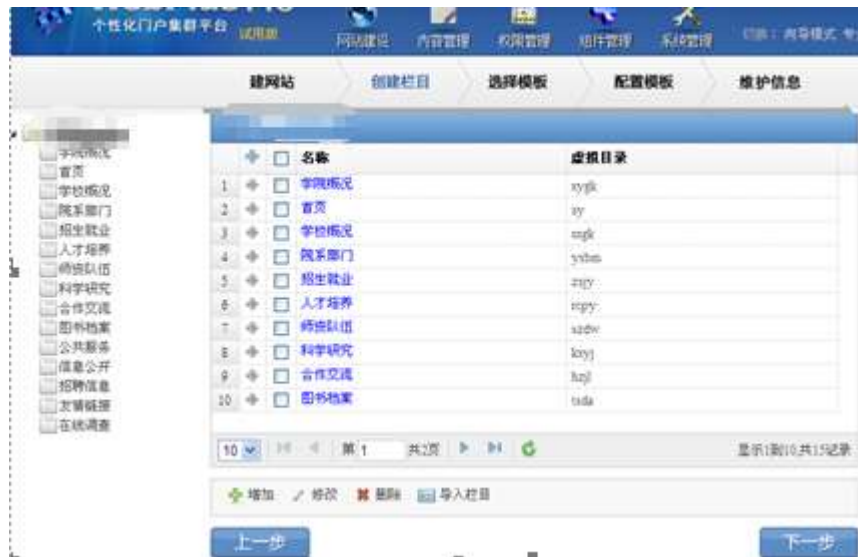 个性化门户集群平台 试用版
网站建设 内容管理 权限管理 组件管理 系统管理 切换：向导模式
建网站 创建栏目 选择模板 配置模板 维护信息
学院概况
首页
学校概况
院系部门
招生就业
人才培养
师资队伍
科学研究
合作交流
图书档案
公共服务
信息公开
招聘信息
友情链接
在线调查
名称 虚拟目录
1 学院概况 xygk
2 首页 sy
3 学校概况 xxgk
4 院系部门 yxbm
5 招生就业 zsjy
6 人才培养 rcpy
7 师资队伍 szdw
8 科学研究 kxyj
9 合作交流 hzjl
10 图书档案 tsda
10 第 1 共2页 显示1到10,共15记录
增加 修改 删除 导入栏目
上一步 下一步